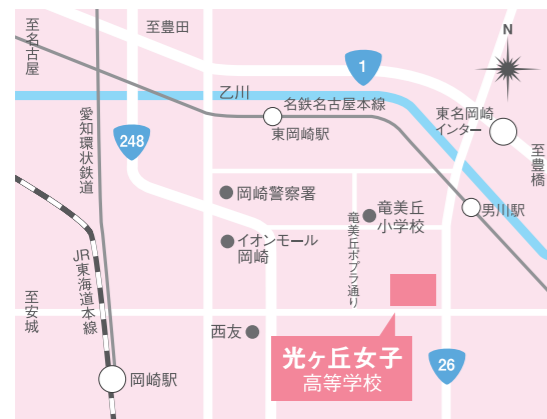 至名古屋
至豊田
N
1
乙川
名鉄名古屋本線
東名岡崎
インター
愛知環状鉄道
248
東岡崎駅
至豊橋
岡崎警察署
竜美丘
小学校
男川駅
イオンモール
岡崎
竜美丘ポプラ通り
JR東海道本線
至安城
西友
光ヶ丘女子
高等学校
26
岡崎駅